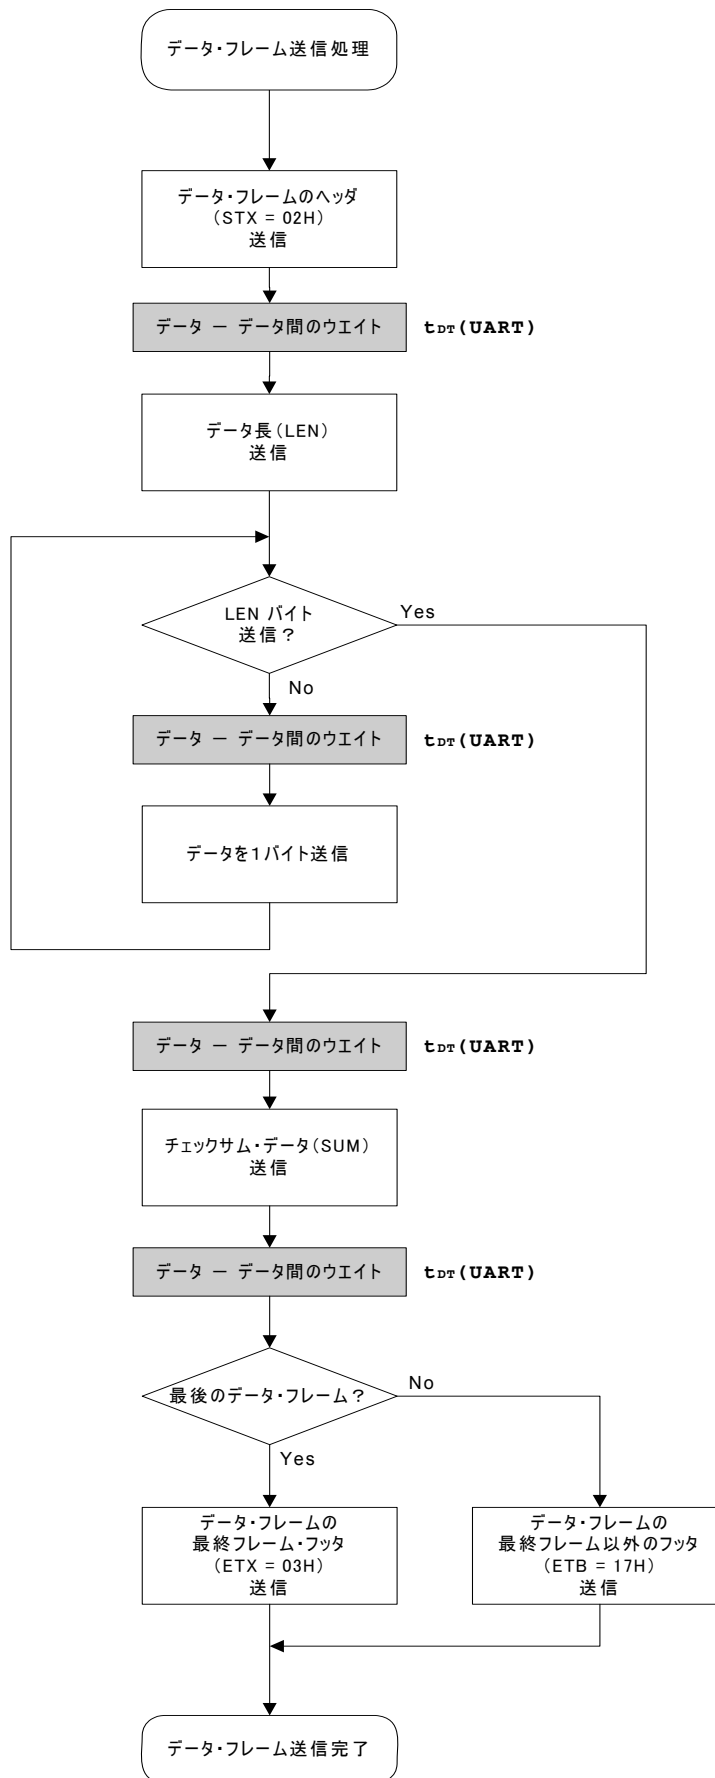 データ・フレーム送信処理
データ・フレームのヘッダ
(STX = 02H)
送信
データ － データ間のウエイト
tDT(UART)
データ長(LEN)
送信
LEN バイト
送信？
Yes
No
データ － データ間のウエイト
tDT(UART)
データを1バイト送信
データ － データ間のウエイト
tDT(UART)
チェックサム・データ(SUM)
送信
データ － データ間のウエイト
tDT(UART)
最後のデータ・フレーム？
No
Yes
データ・フレームの
最終フレーム・フッタ
(ETX = 03H)
送信
データ・フレームの
最終フレーム以外のフッタ
(ETB = 17H)
送信
データ・フレーム送信完了